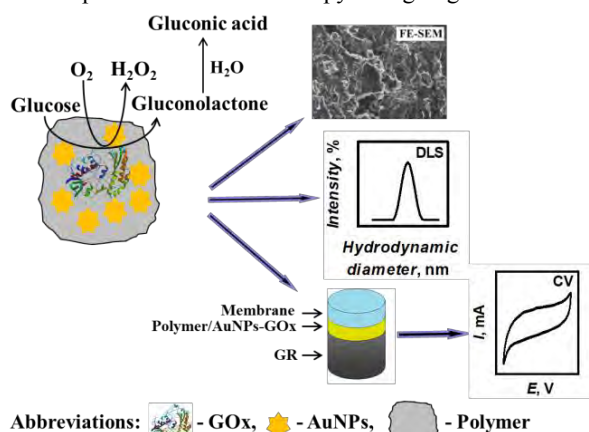 Gluconic acid
FE-SEM
H₂O
O₂ H₂O₂
Glucose Gluconolactone
DLS
Intensity, %
Hydrodynamic
diameter, nm
CV
I, mA
E, V
Membrane
Polymer/AuNPs-GOx
GR
Abbreviations: - GOx, - AuNPs, - Polymer